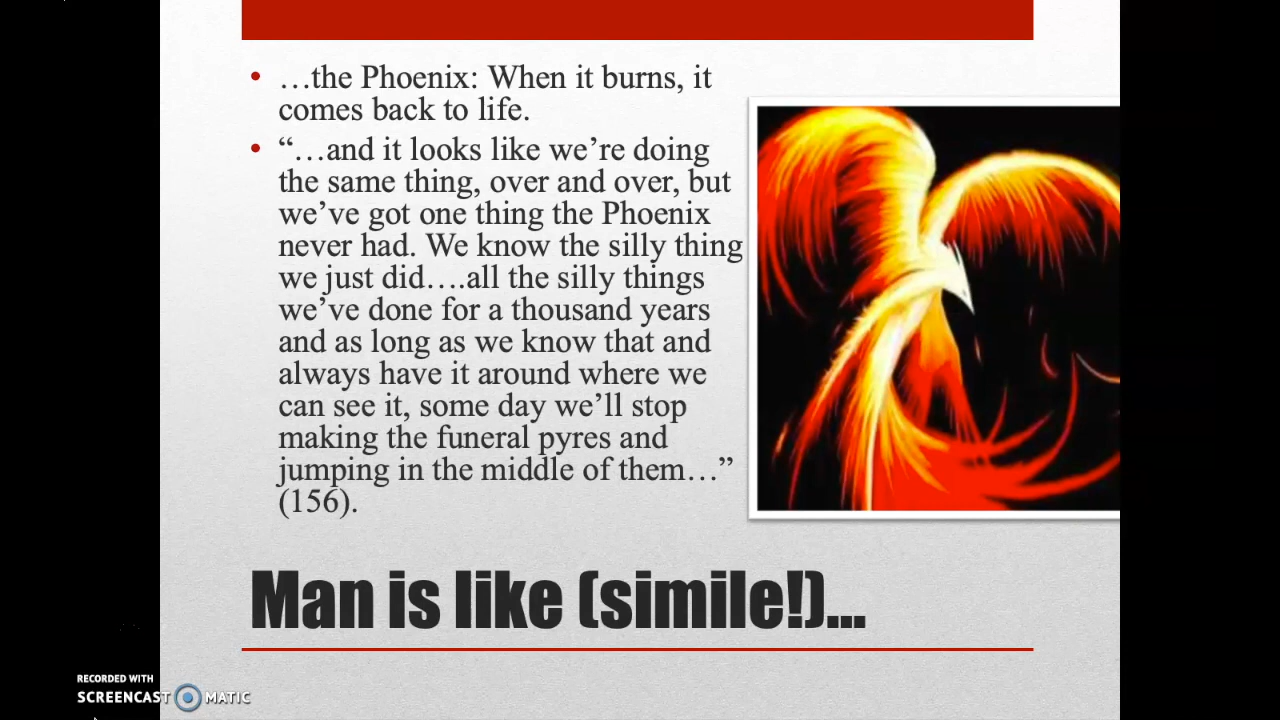 …the Phoenix: When it burns, it
comes back to life.
“…and it looks like we’re doing
the same thing, over and over, but
we’ve got one thing the Phoenix
never had. We know the silly thing
we just did….all the silly things
we’ve done for a thousand years
and as long as we know that and
always have it around where we
can see it, some day we’ll stop
making the funeral pyres and
jumping in the middle of them…”
(156).
Man is like (simile!)…
RECORDED WITH
SCREENCAST MATIC